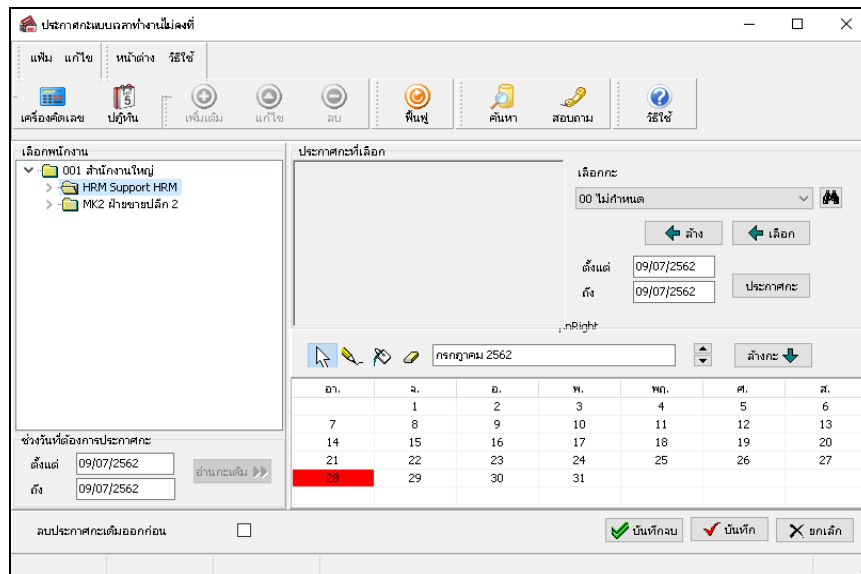 ประกาศกะแบบเวลาทำงานไม่คงที่
แฟ้ม แก้ไข หน้าต่าง วิธีใช้
เครื่องคิดเลข ปฏิทิน เพิ่มเติม แก้ไข ลบ ฟื้นฟู ค้นหา สอบถาม วิธีใช้
5
เลือกพนักงาน
001 สำนักงานใหญ่
HRM Support HRM
MK2 ฝ่ายขายปลีก 2
ช่วงวันที่ต้องการประกาศกะ
ตั้งแต่ 09/07/2562
อ่านกะเดิม
ถึง 09/07/2562
ประกาศกะที่เลือก
เลือกกะ
00 ไม่กำหนด
ล้าง เลือก
ตั้งแต่ 09/07/2562
ถึง 09/07/2562
ประกาศกะ
nRight
กรกฎาคม 2562 ล้างกะ
อา. จ. อ. พ. พฤ. ศ. ส.
1 2 3 4 5 6
7 8 9 10 11 12 13
14 15 16 17 18 19 20
21 22 23 24 25 26 27
28 29 30 31
ลบประกาศกะเดิมออกก่อน
บันทึกจบ บันทึก ยกเลิก